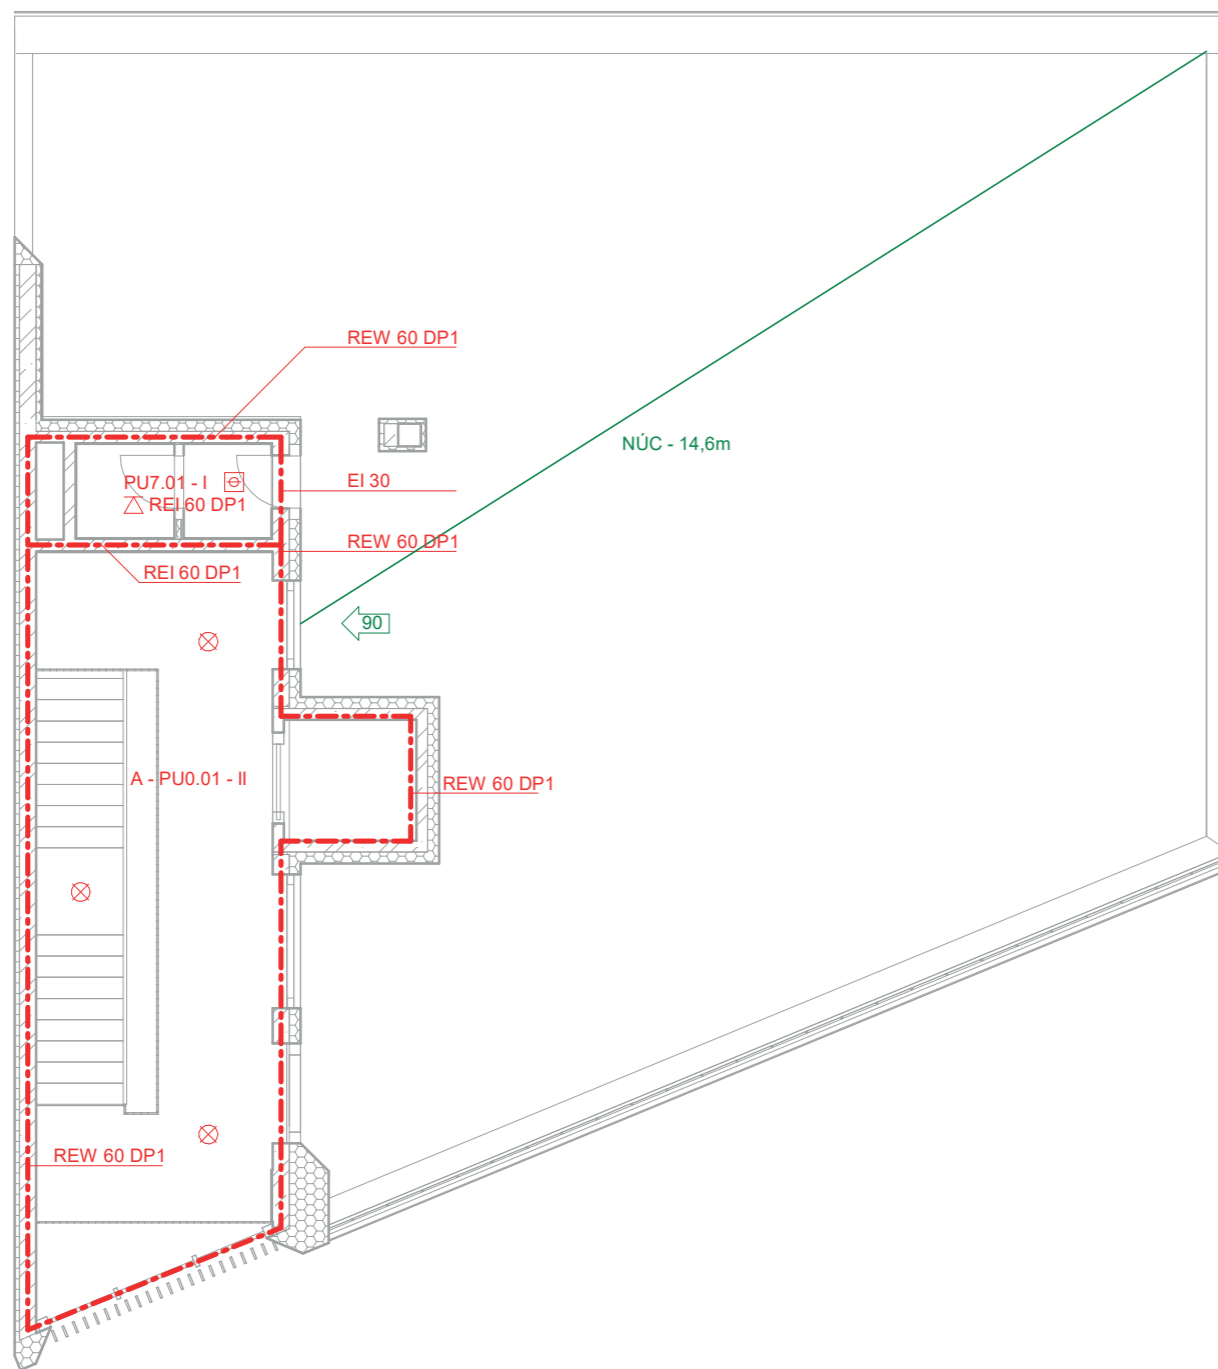 REW 60 DP1
NÚC - 14,6m
PU7.01 - I
EI 30
REI 60 DP1
REW 60 DP1
REI 60 DP1
90
A - PU0.01 - II
REW 60 DP1
REW 60 DP1